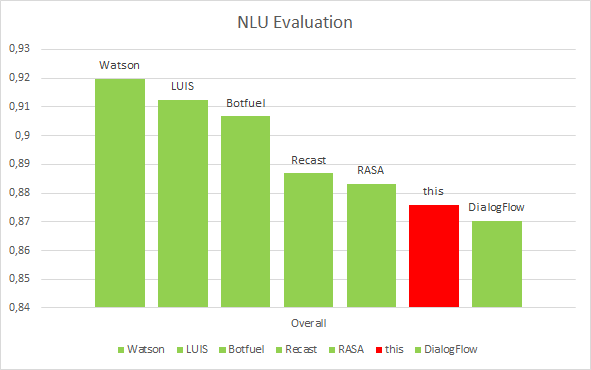 NLU Evaluation
0,93
0,92
0,91
0,9
0,89
0,88
0,87
0,86
0,85
0,84
Watson
LUIS
Botfuel
Recast
RASA
this
DialogFlow
Overall
Watson LUIS Botfuel Recast RASA this DialogFlow